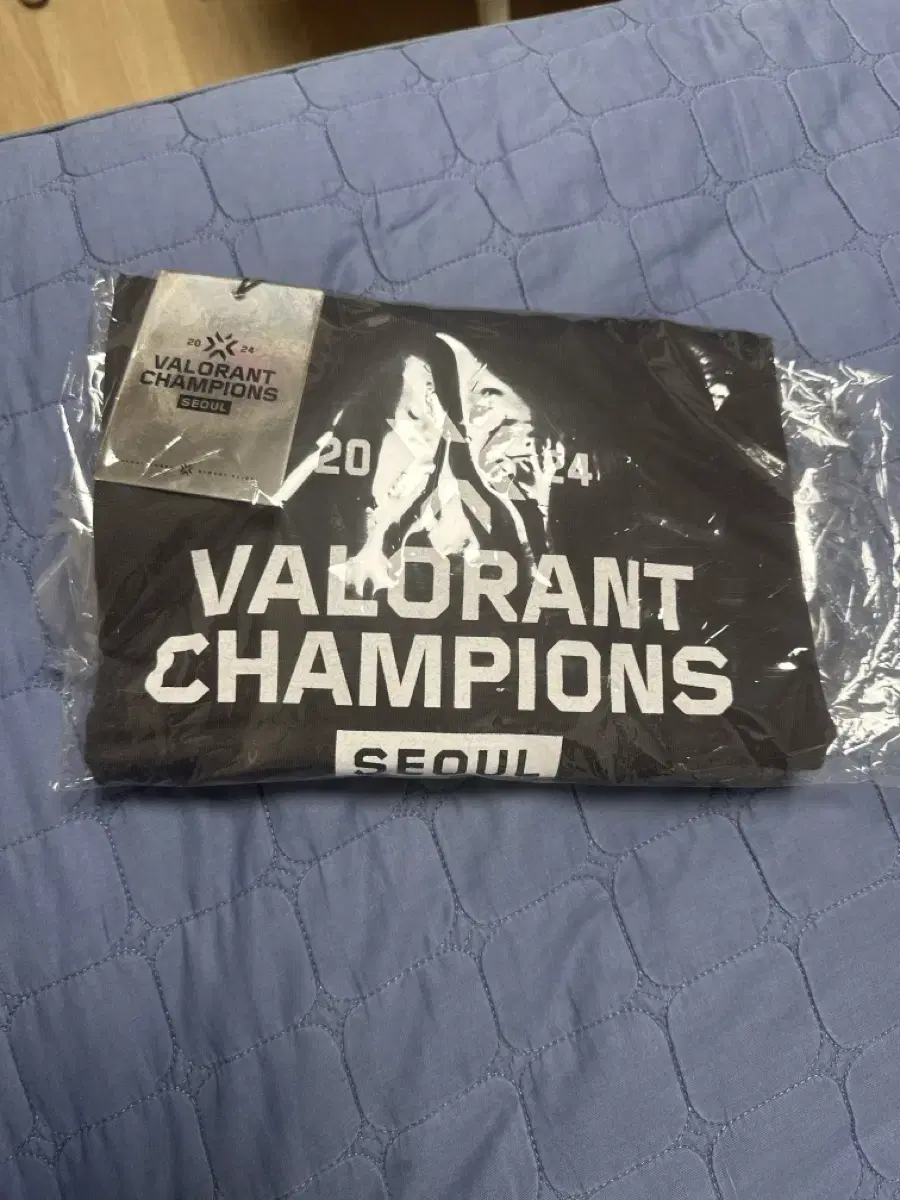 20 24
VALORANT
CHAMPIONS
SEOUL
20 24
VALORANT
CHAMPIONS
SEOUL